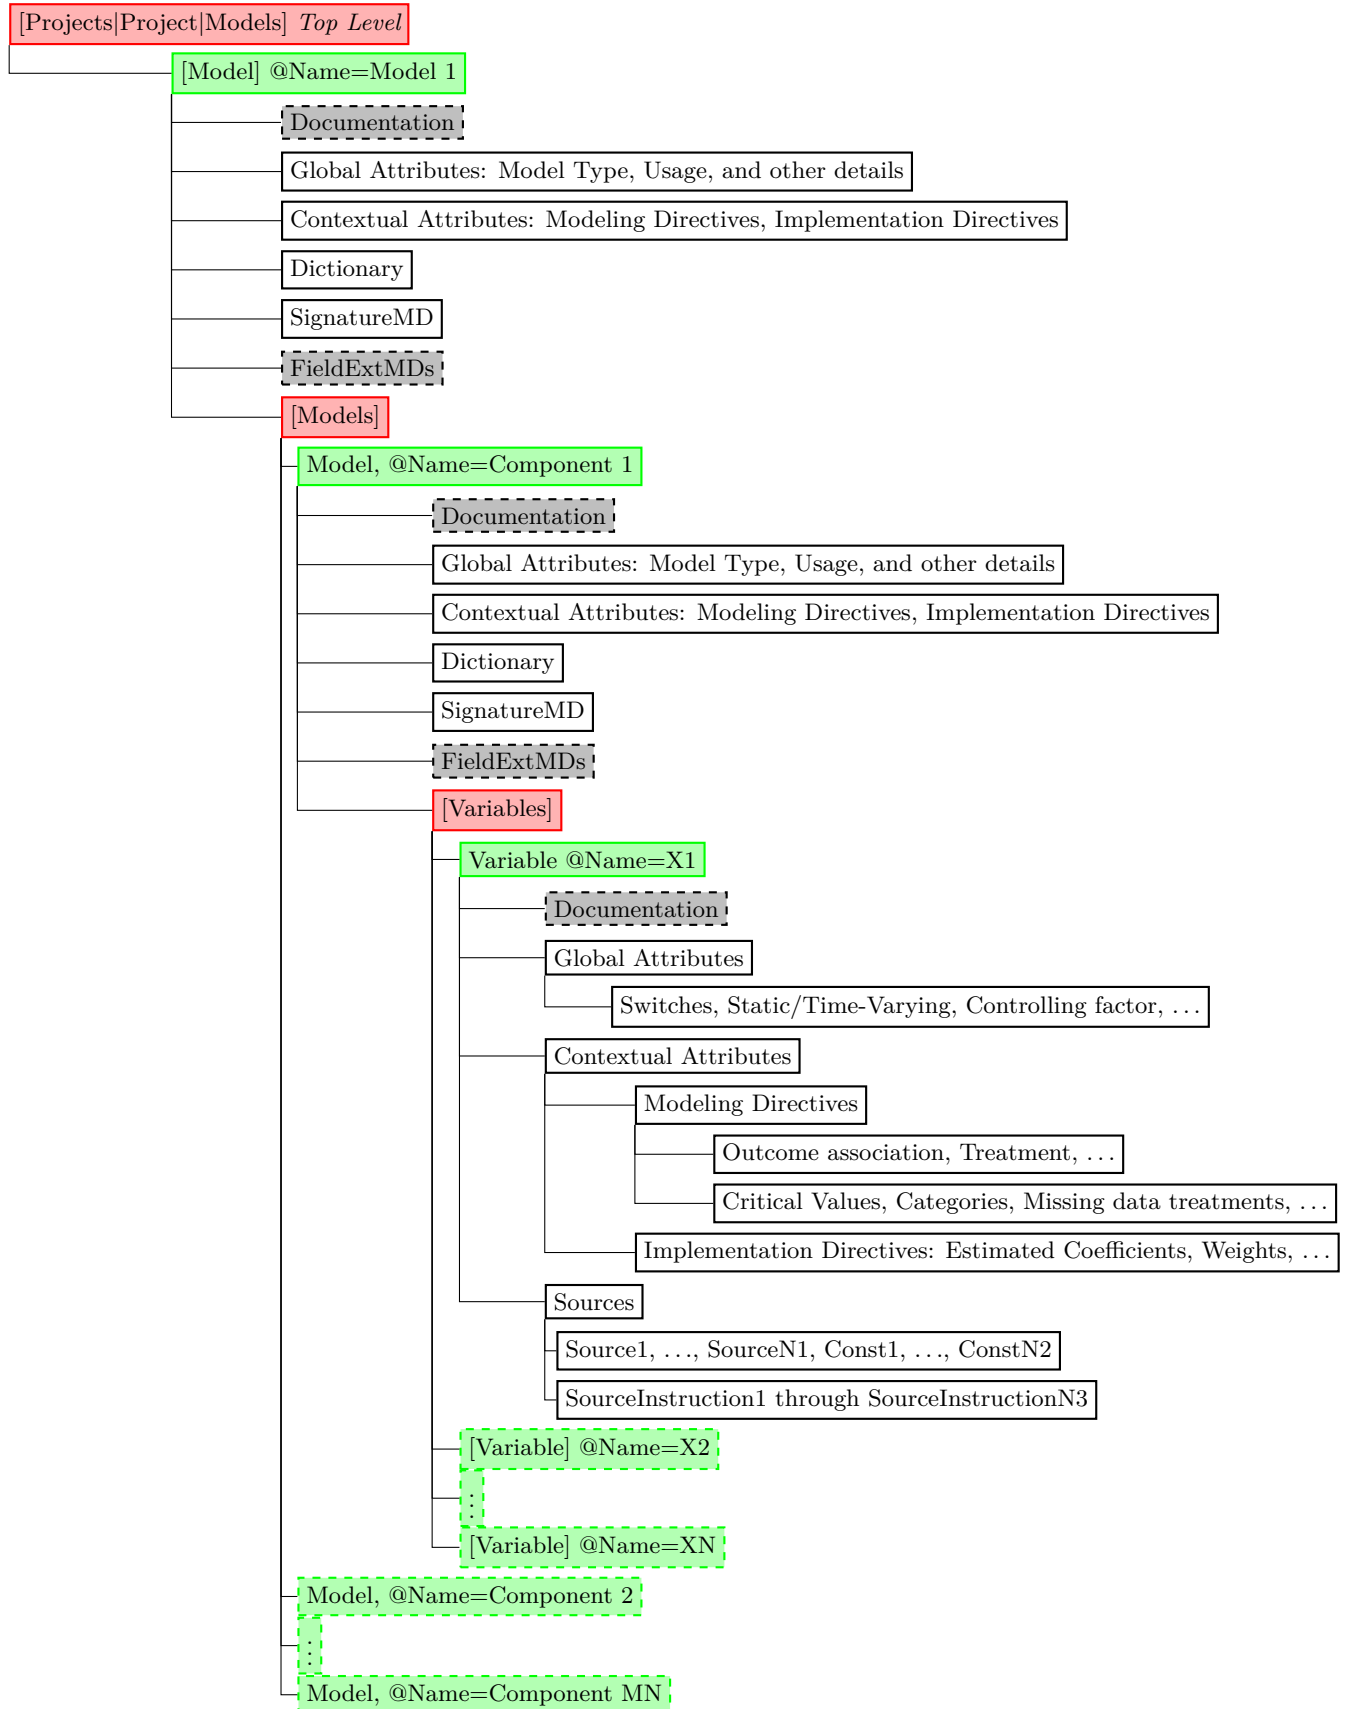 [Projects|Project|Models] Top Level
[Model] @Name=Model 1
Documentation
Global Attributes: Model Type, Usage, and other details
Contextual Attributes: Modeling Directives, Implementation Directives
Dictionary
SignatureMD
FieldExtMDs
[Models]
Model, @Name=Component 1
Documentation
Global Attributes: Model Type, Usage, and other details
Contextual Attributes: Modeling Directives, Implementation Directives
Dictionary
SignatureMD
FieldExtMDs
[Variables]
Variable @Name=X1
Documentation
Global Attributes
Switches, Static/Time-Varying, Controlling factor, ...
Contextual Attributes
Modeling Directives
Outcome association, Treatment, ...
Critical Values, Categories, Missing data treatments, ...
Implementation Directives: Estimated Coefficients, Weights, ...
Sources
Source1, ..., SourceN1, Const1, ..., ConstN2
SourceInstruction1 through SourceInstructionN3
[Variable] @Name=X2
⋮
[Variable] @Name=XN
Model, @Name=Component 2
⋮
Model, @Name=Component MN